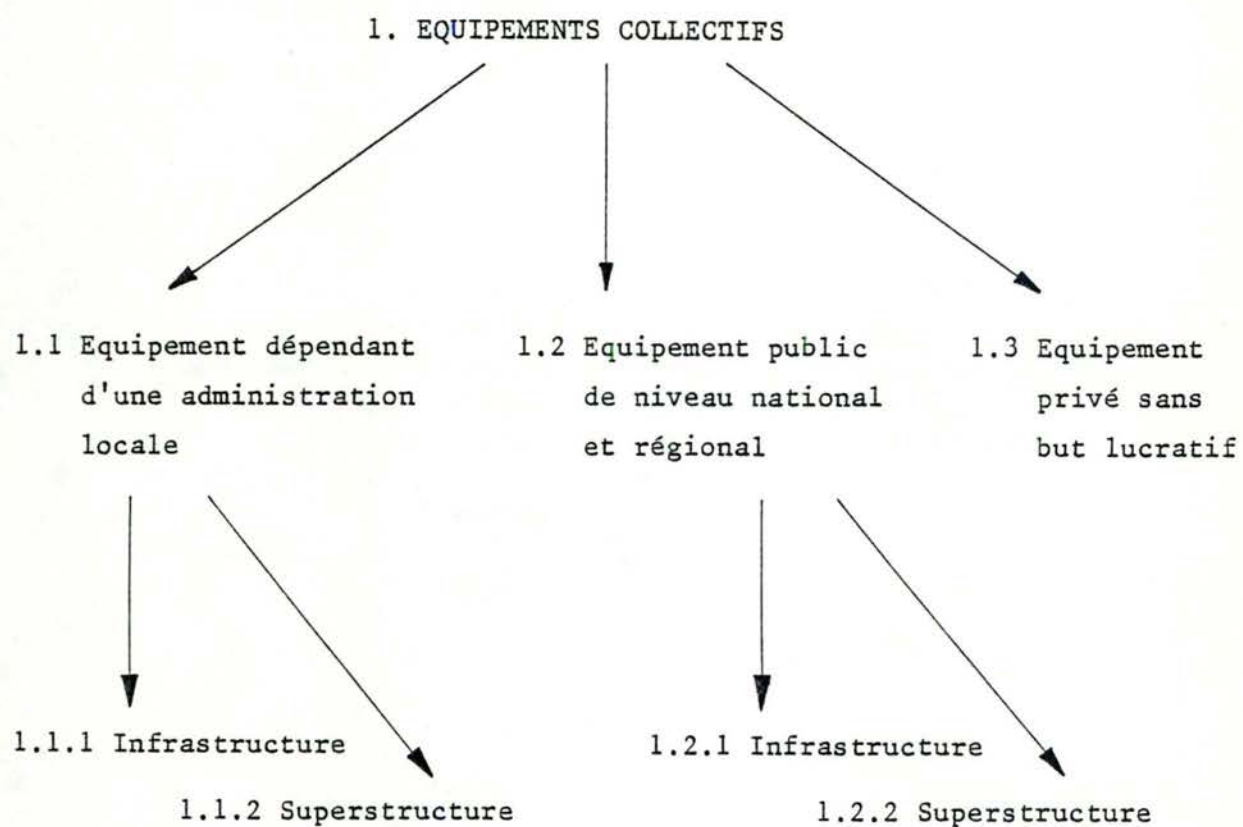 1. EQUIPEMENTS COLLECTIFS
1.1 Equipement dépendant
d'une administration
locale
1.2 Equipement public
de niveau national
et régional
1.3 Equipement
privé sans
but lucratif
1.1.1 Infrastructure
1.1.2 Superstructure
1.2.1 Infrastructure
1.2.2 Superstructure